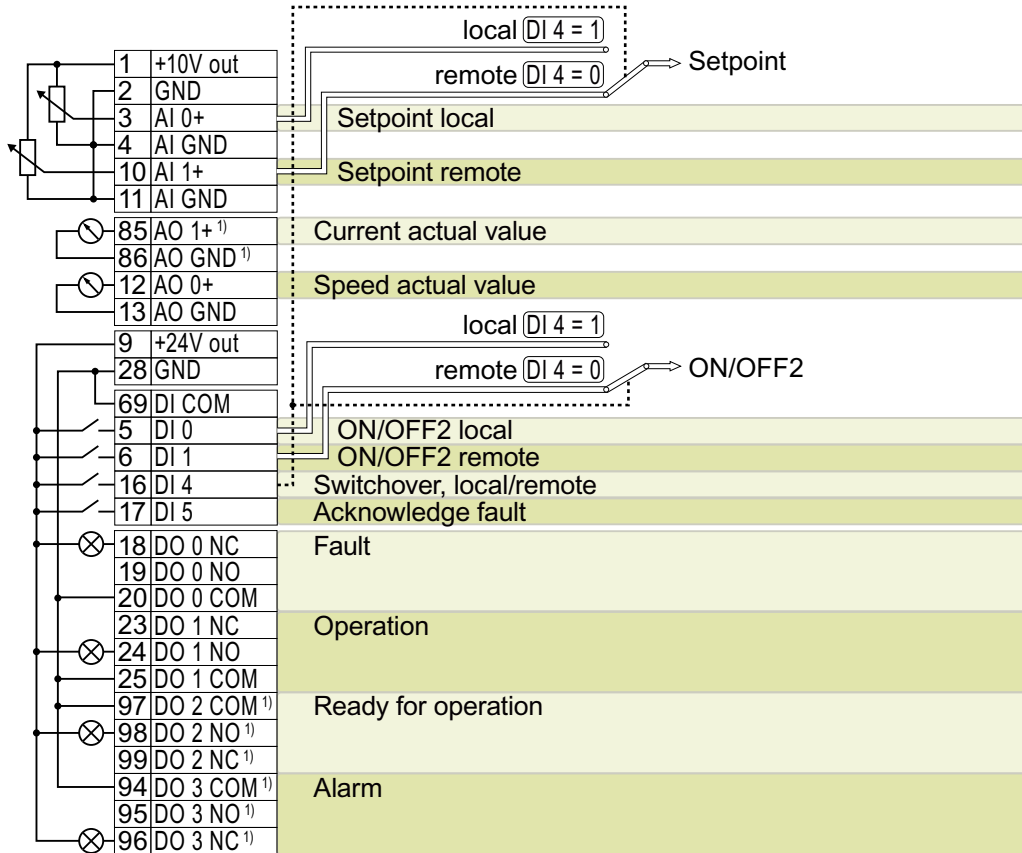 local DI 4 = 1
remote DI 4 = 0 Setpoint
1 +10V out
2 GND
3 AI 0+ Setpoint local
4 AI GND
10 AI 1+ Setpoint remote
11 AI GND
85 AO 1+ 1) Current actual value
86 AO GND 1)
12 AO 0+ Speed actual value
13 AO GND
local DI 4 = 1
9 +24V out
remote DI 4 = 0 ON/OFF2
28 GND
69 DI COM
5 DI 0 ON/OFF2 local
6 DI 1 ON/OFF2 remote
16 DI 4 Switchover, local/remote
17 DI 5 Acknowledge fault
18 DO 0 NC Fault
19 DO 0 NO
20 DO 0 COM
23 DO 1 NC Operation
24 DO 1 NO
25 DO 1 COM
97 DO 2 COM 1) Ready for operation
98 DO 2 NO 1)
99 DO 2 NC 1)
94 DO 3 COM 1) Alarm
95 DO 3 NO 1)
96 DO 3 NC 1)